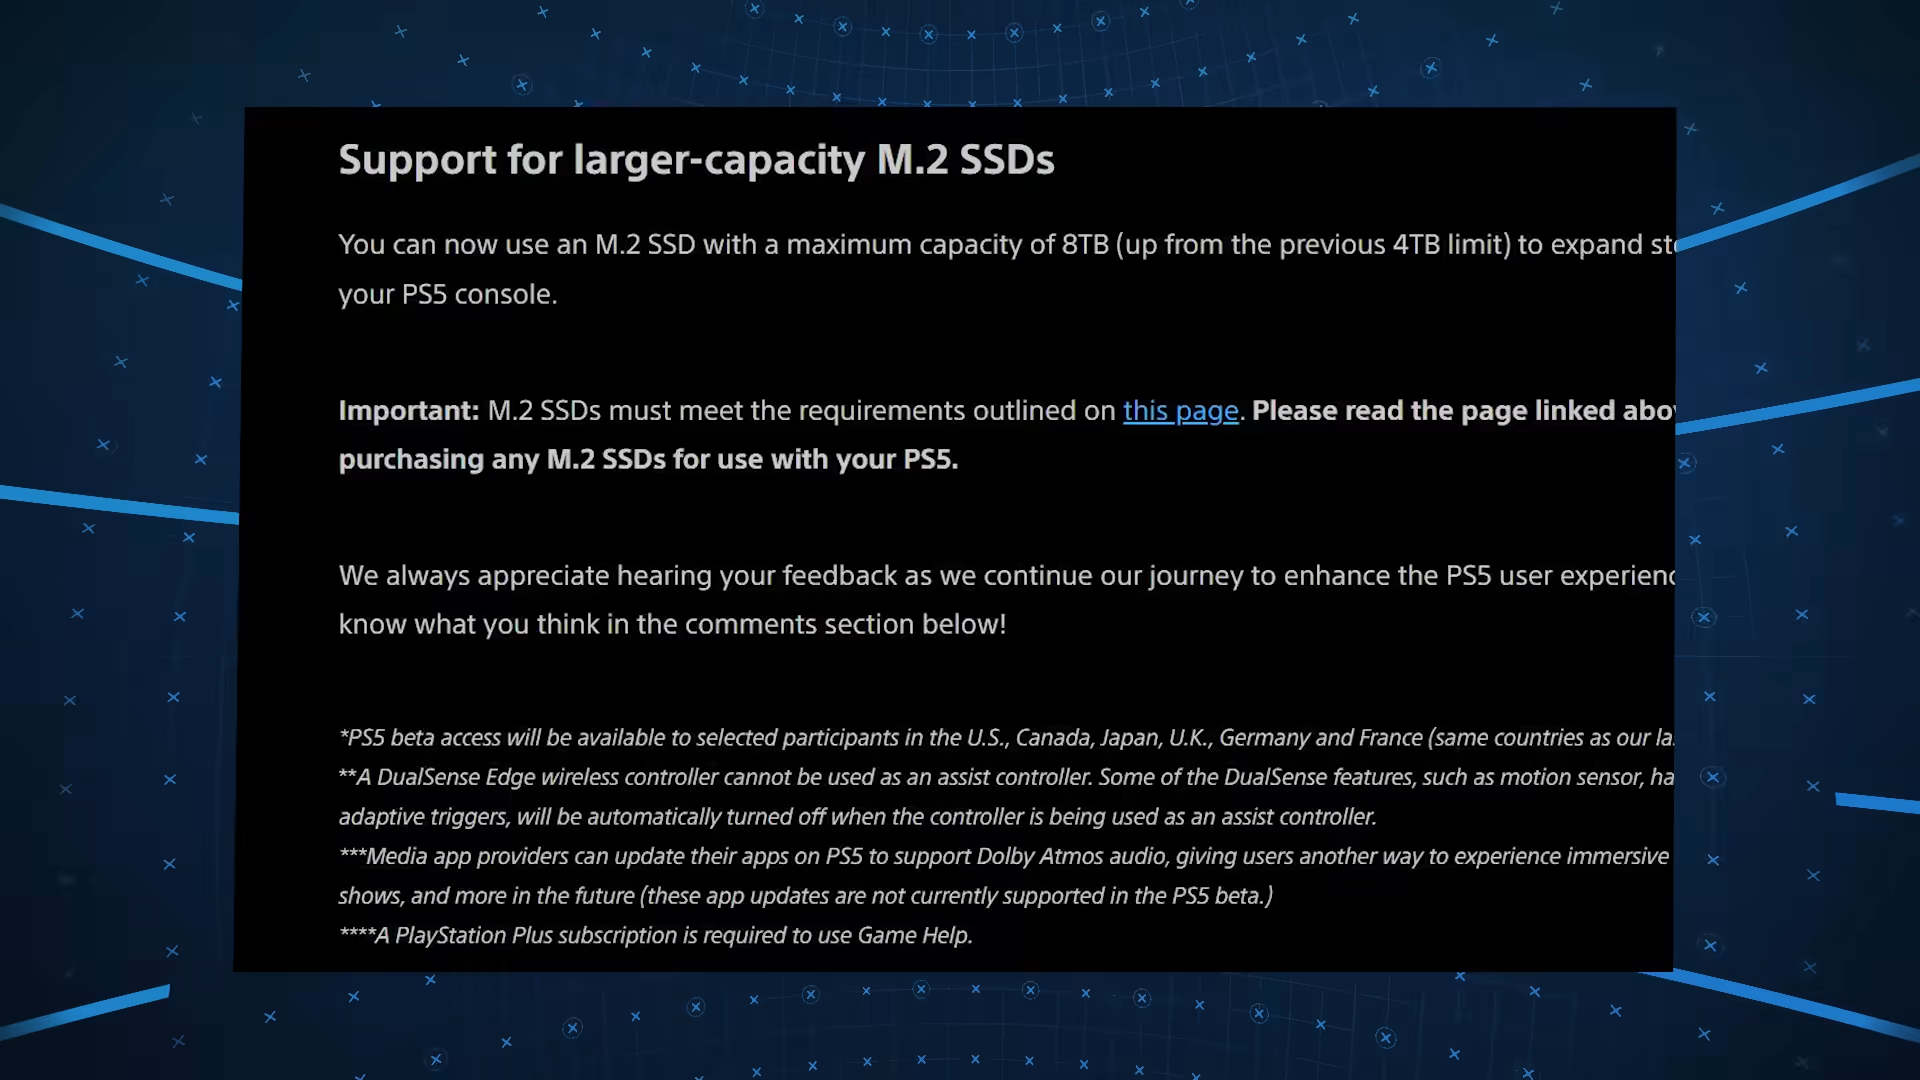 Support for larger-capacity M.2 SSDs
You can now use an M.2 SSD with a maximum capacity of 8TB (up from the previous 4TB limit) to expand
your PS5 console.
Important: M.2 SSDs must meet the requirements outlined on this page. Please read the page linked
purchasing any M.2 SSDs for use with your PS5.
We always appreciate hearing your feedback as we continue our journey to enhance the PS5 user
know what you think in the comments section below!
*PS5 beta access will be available to selected participants in the U.S., Canada, Japan, U.K., Germany and France (same countries as our
**A DualSense Edge wireless controller cannot be used as an assist controller. Some of the DualSense features, such as motion sensor,
adaptive triggers, will be automatically turned off when the controller is being used as an assist controller.
***Media app providers can update their apps on PS5 to support Dolby Atmos audio, giving users another way to experience immersive
shows, and more in the future (these app updates are not currently supported in the PS5 beta.)
****A PlayStation Plus subscription is required to use Game Help.